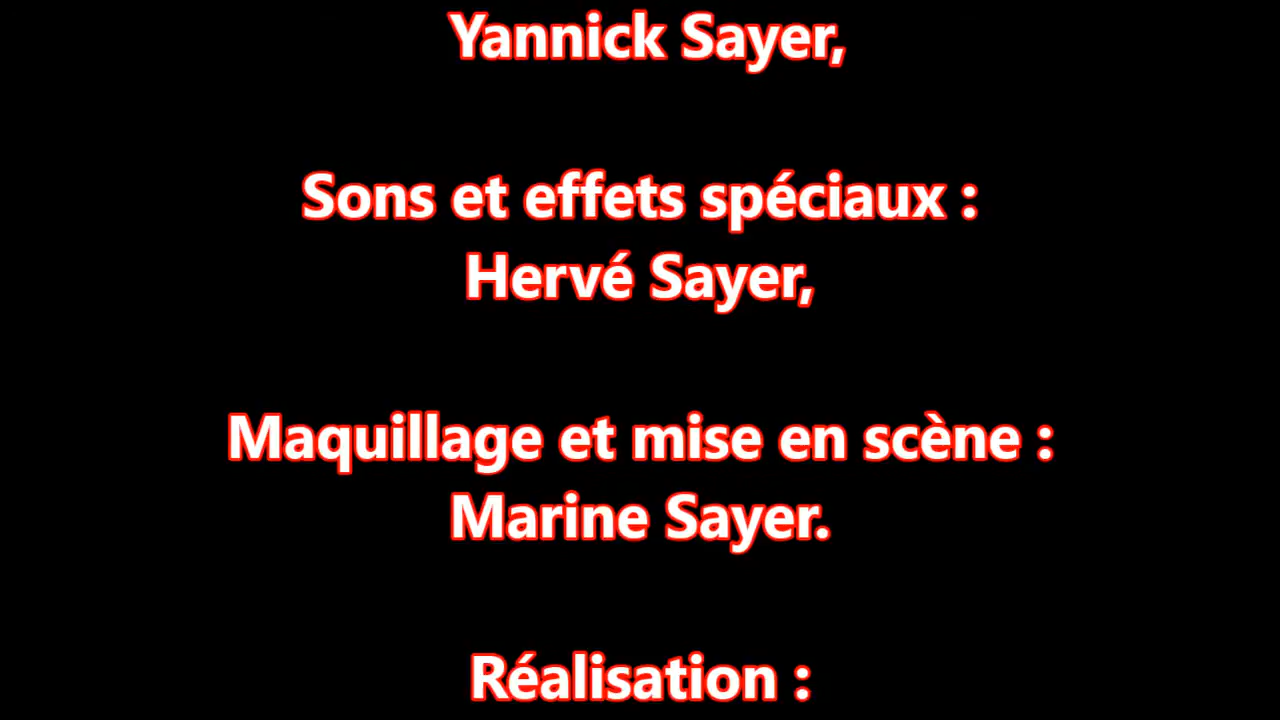 Yannick Sayer,
Sons et effets spéciaux :
Hervé Sayer,
Maquillage et mise en scène :
Marine Sayer.
Réalisation :